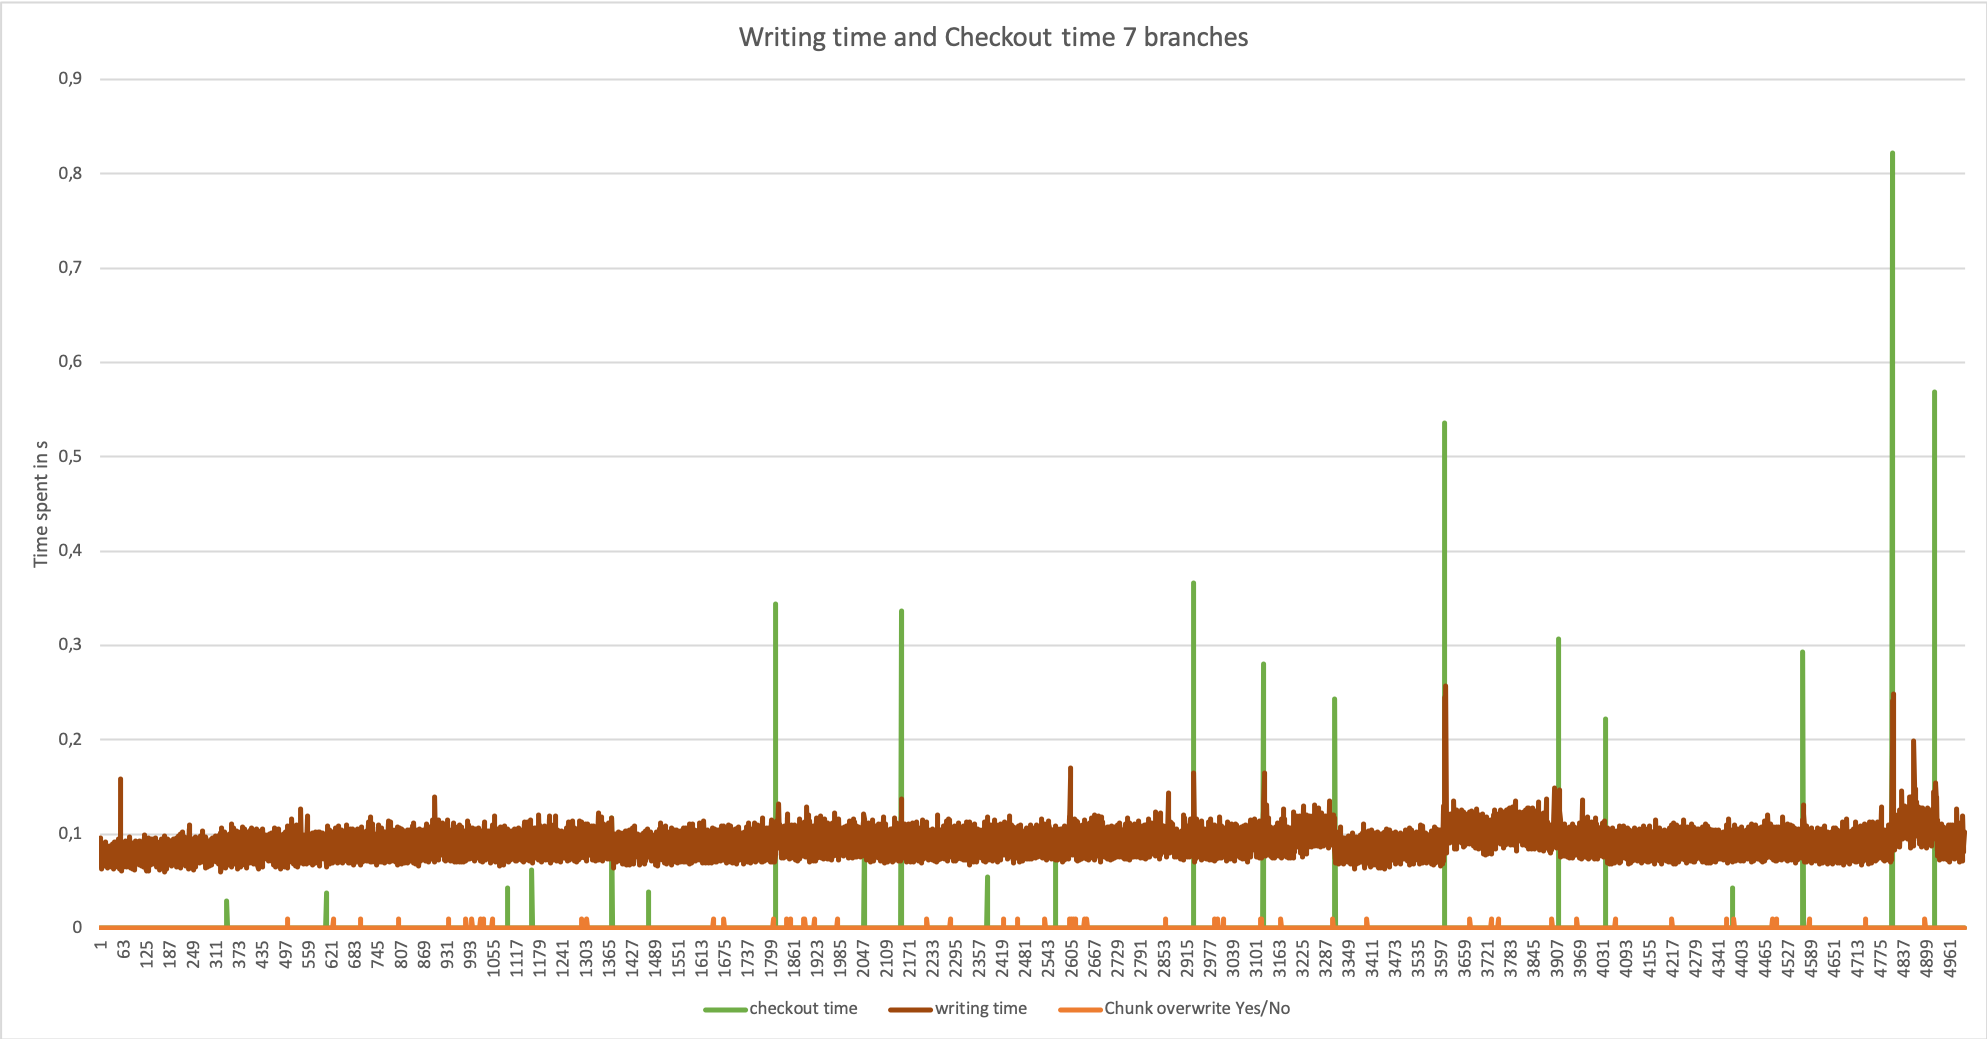 Writing time and Checkout time 7 branches
0,9
0,8
0,7
0,6
0,5
0,4
0,3
0,2
0,1
0
Time spent in s
1 63 125 187 249 311 373 435 497 559 621 683 745 807 869 931 993 1055 1117 1179 1241 1303 1365 1427 1489 1551 1613 1675 1737 1799 1861 1923 1985 2047 2109 2171 2233 2295 2357 2419 2481 2543 2605 2667 2729 2791 2853 2915 2977 3039 3101 3163 3225 3287 3349 3411 3473 3535 3597 3659 3721 3783 3845 3907 3969 4031 4093 4155 4217 4279 4341 4403 4465 4527 4589 4651 4713 4775 4837 4899 4961
checkout time writing time Chunk overwrite Yes/No